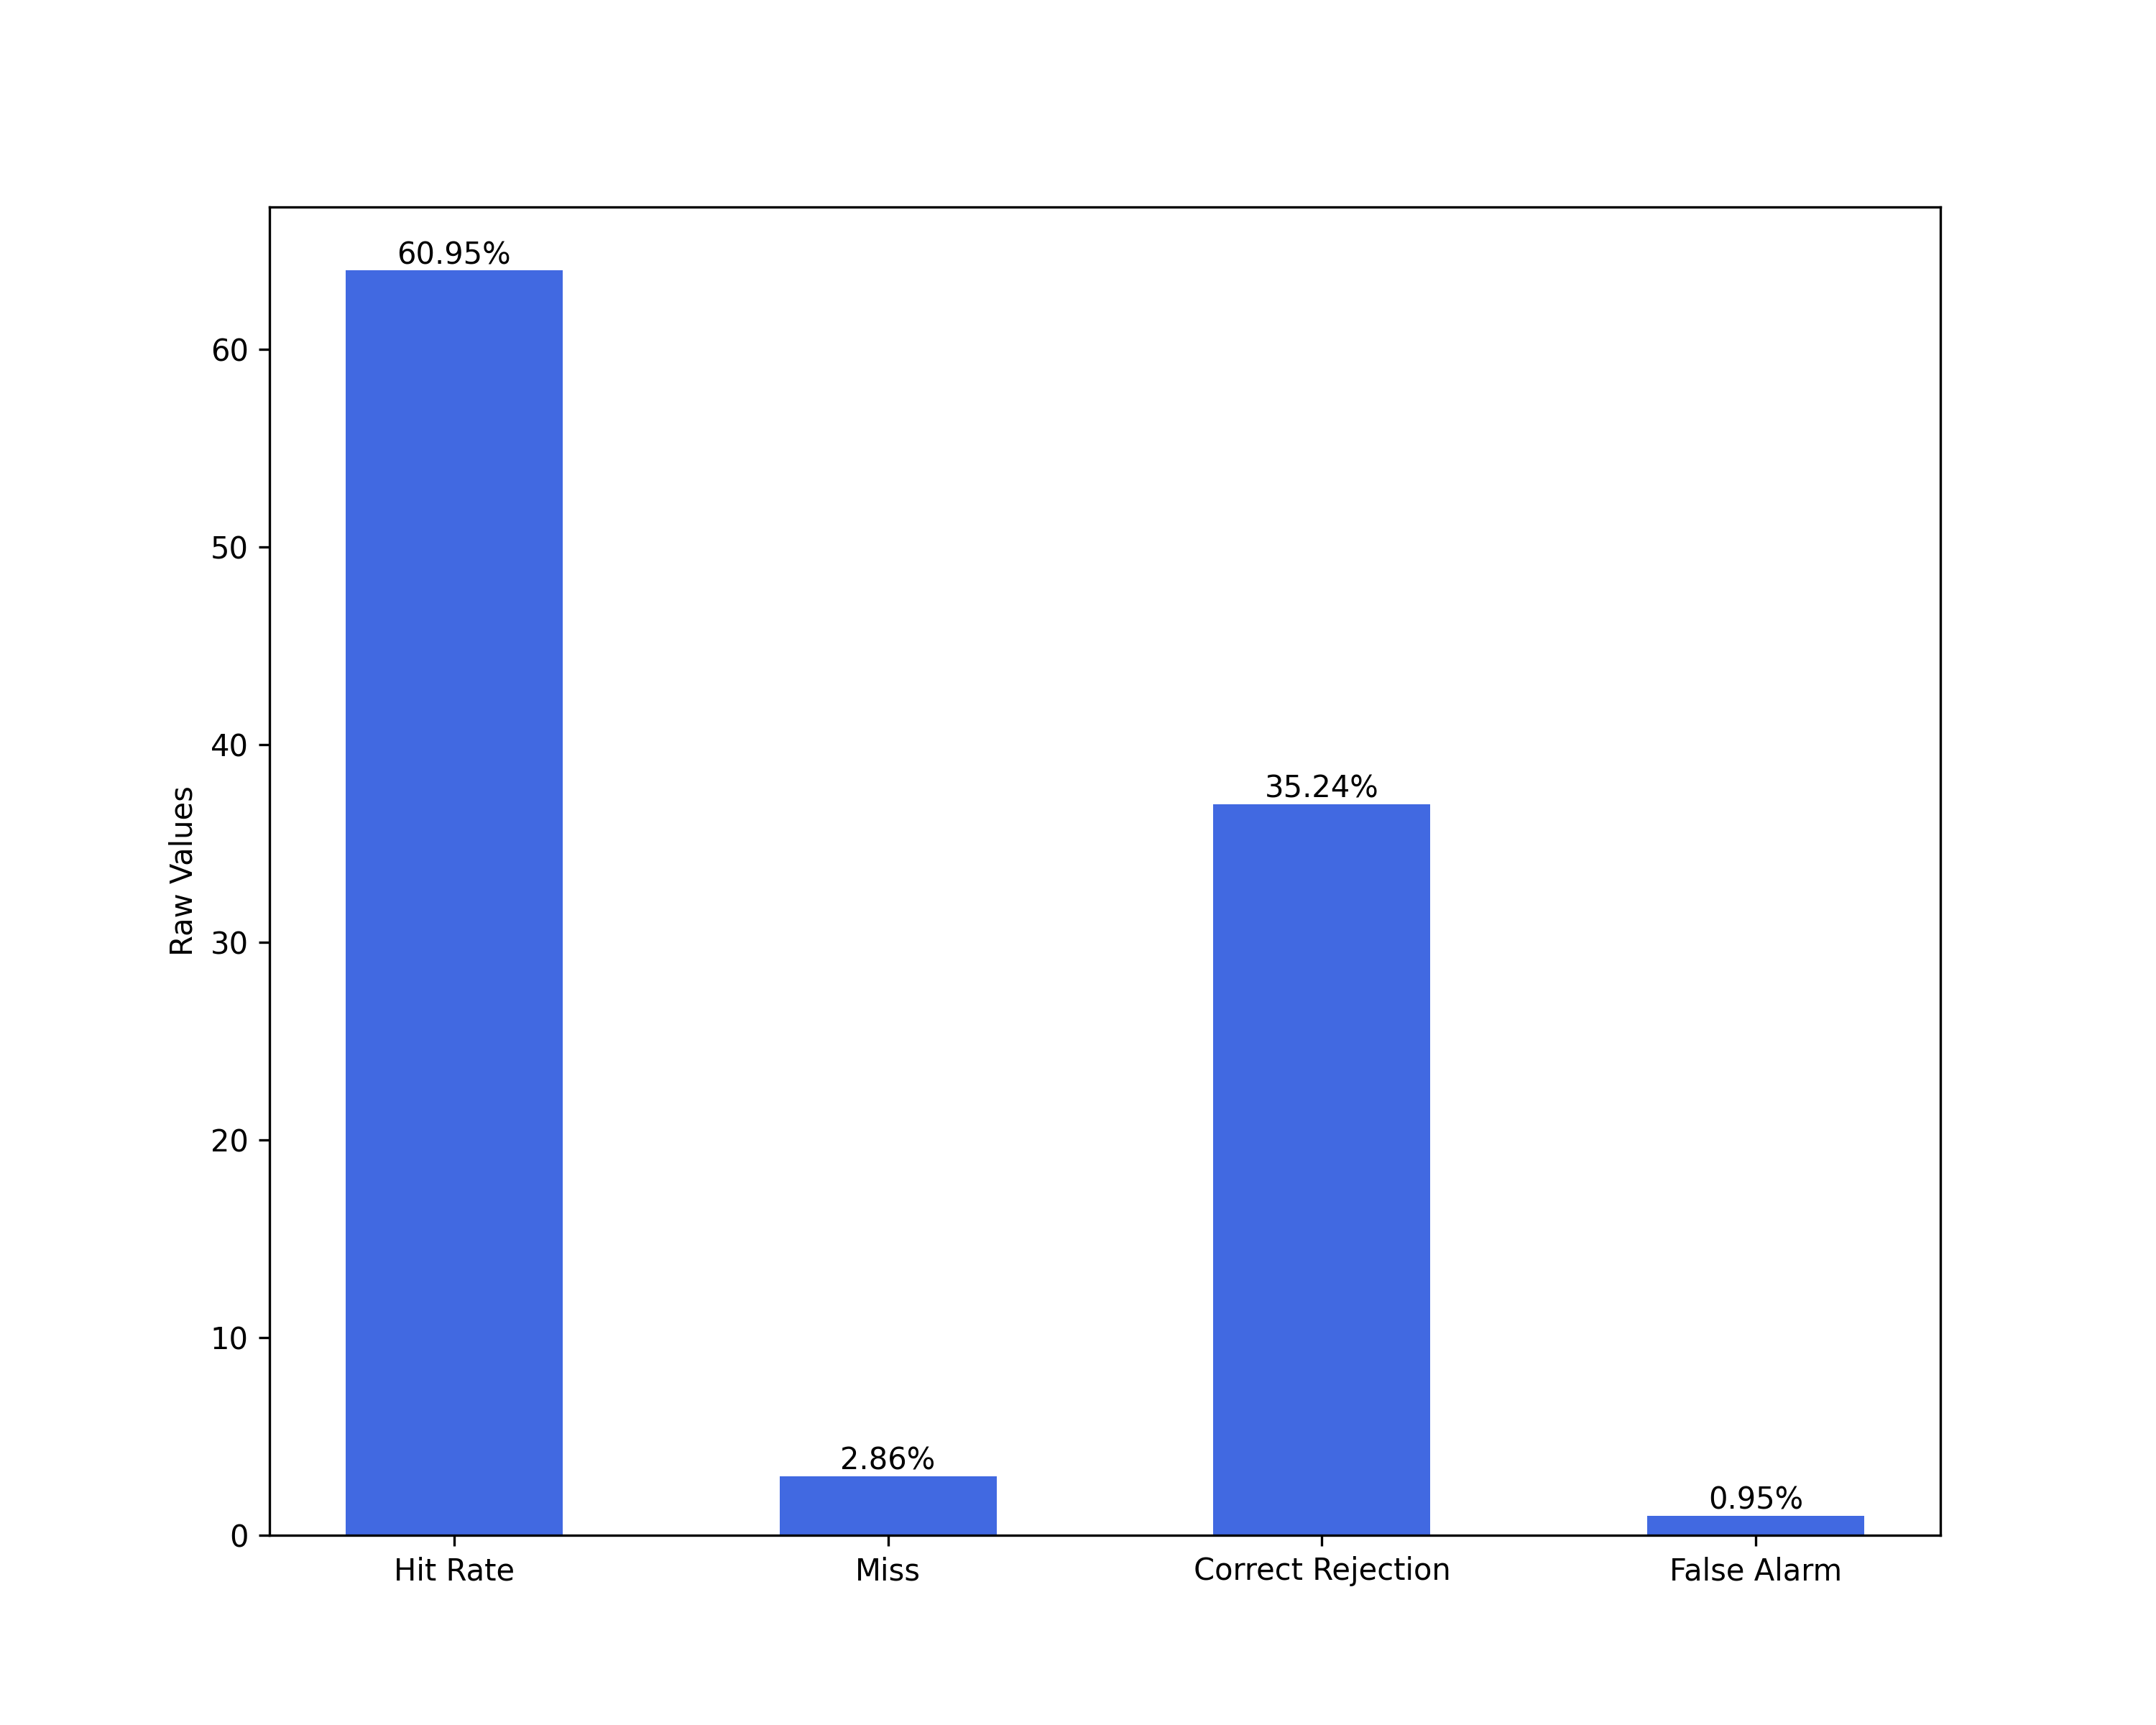 60.95%
60
50
40
35.24%
Raw Values
30
20
10
2.86%
0.95%
0
Hit Rate
Miss
Correct Rejection
False Alarm